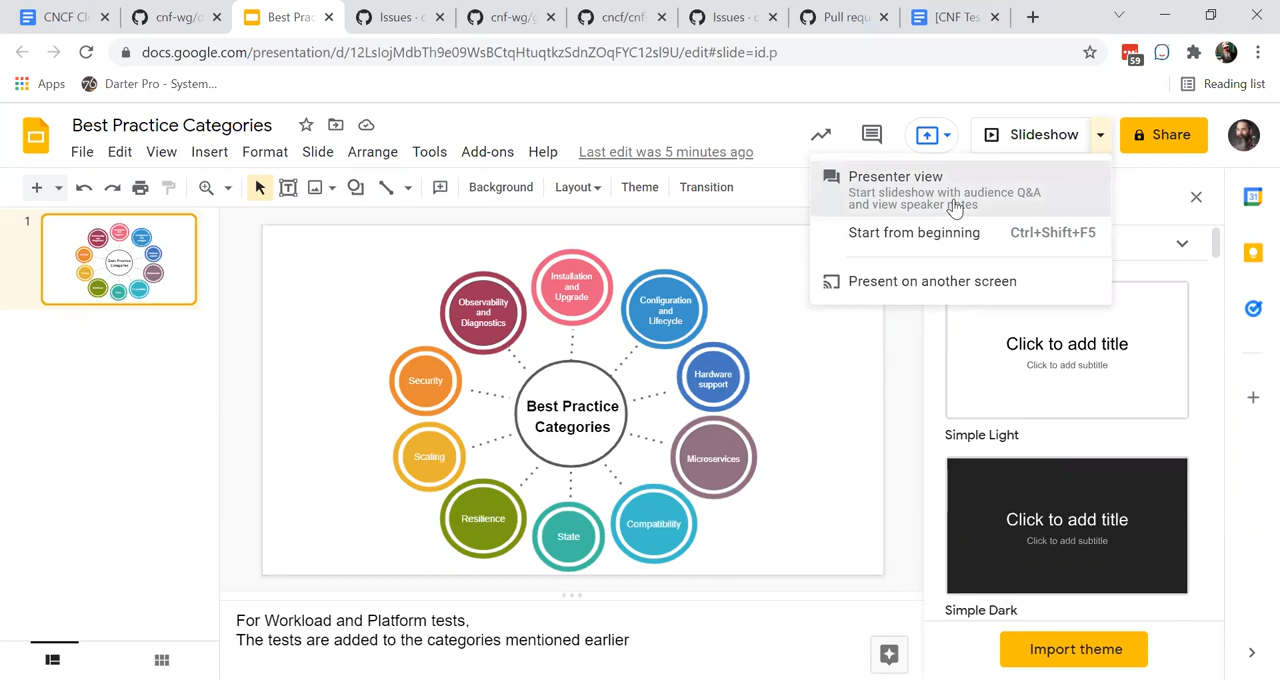 CNCF Cl
cnf-wg/d
Best Prac
Issues · c
cnf-wg/g
cncf/cnf
Issues · c
Pull requ
[CNF Tes
docs.google.com/presentation/d/12LsIojMdbTh9e09WsBCtqHtuqtkzSdnZOqFYC12sl9U/edit#slide=id.p
59
Apps
76
Darter Pro - System...
Reading list
Best Practice Categories
Slideshow
Share
File Edit View Insert Format Slide Arrange Tools Add-ons Help
Last edit was 5 minutes ago
Background
Layout
Theme
Transition
Presenter view
Start slideshow with audience Q&A
and view speaker notes
Start from beginning Ctrl+Shift+F5
Present on another screen
1
Installation
and
Upgrade
Observability
and
Diagnostics
Configuration
and
Lifecycle
Security
Hardware
support
Best Practice
Categories
Scaling
Microservices
Resilience
State
Compatibility
Click to add title
Click to add subtitle
Simple Light
Click to add title
Click to add subtitle
Simple Dark
Import theme
For Workload and Platform tests,
The tests are added to the categories mentioned earlier
31